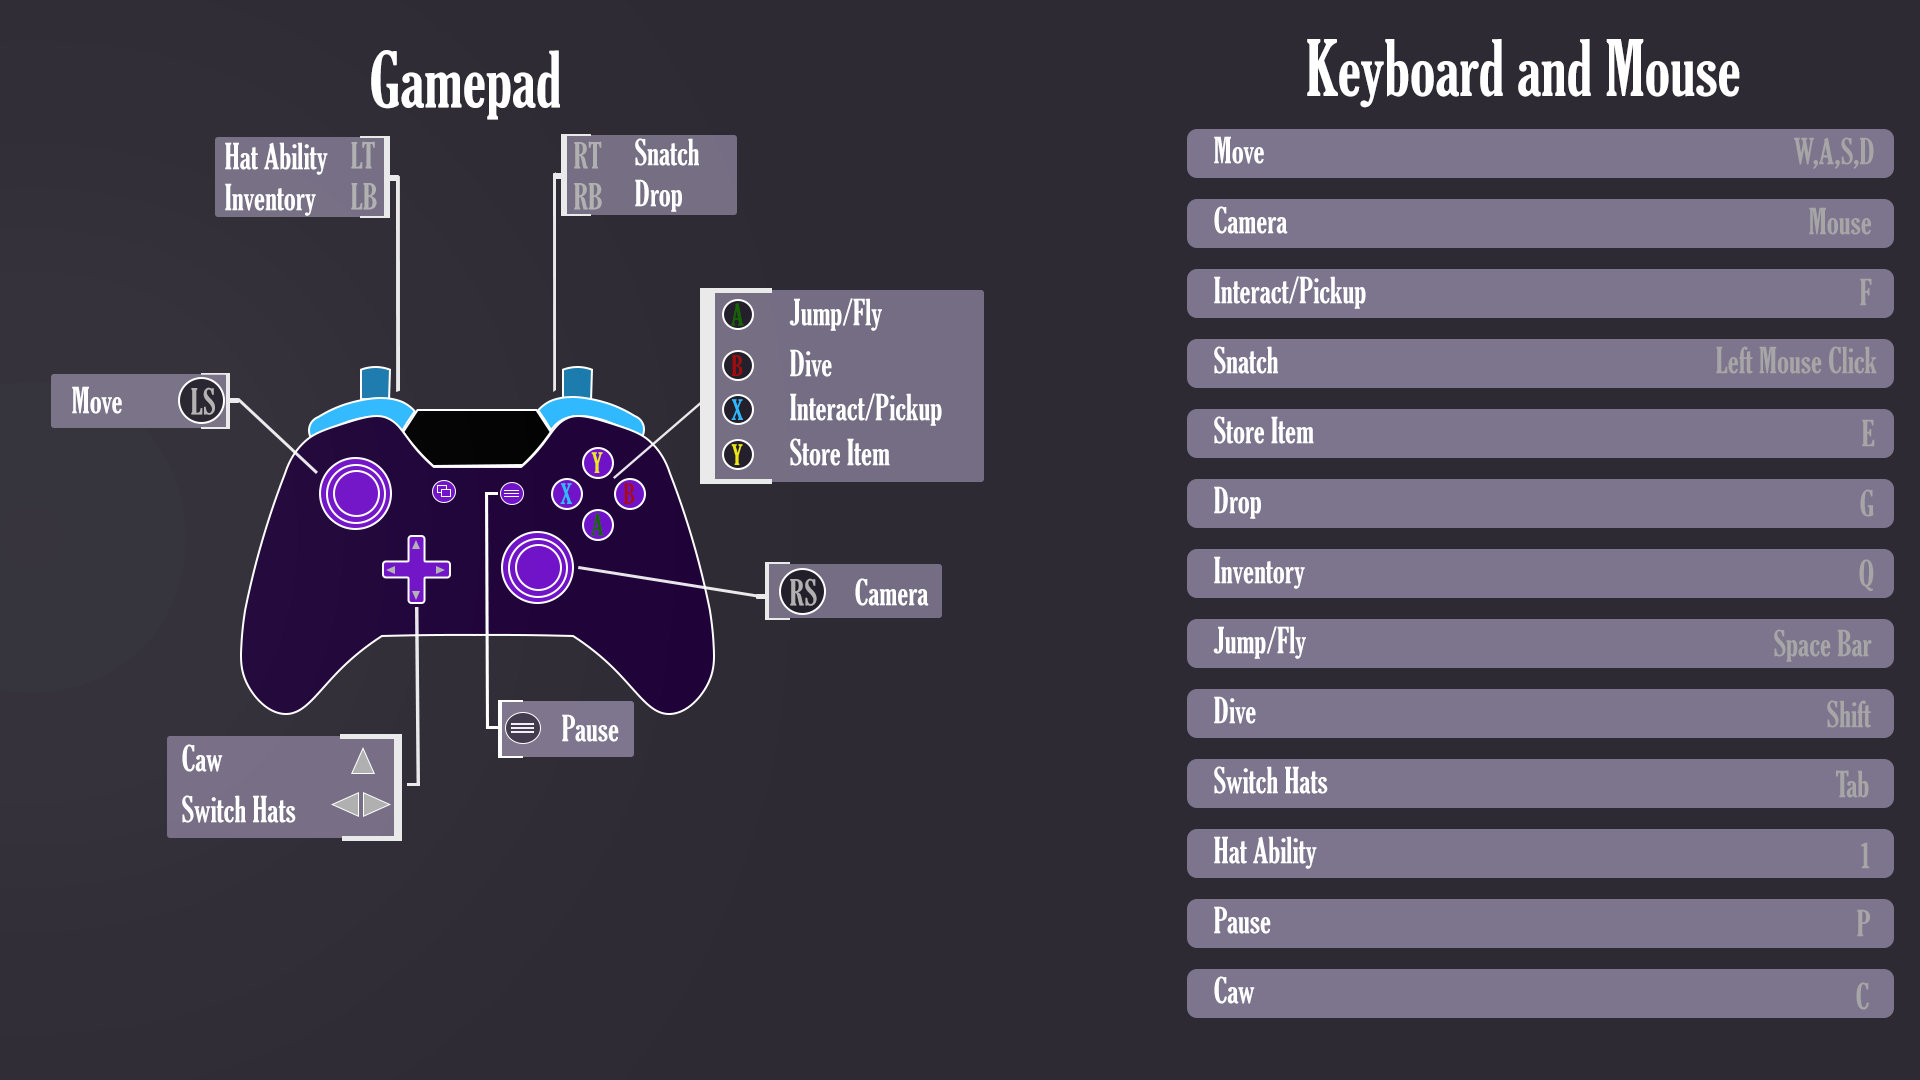 Gamepad
Hat Ability LT
Inventory LB
RT Snatch
RB Drop
A Jump/Fly
B Dive
X Interact/Pickup
Y Store Item
Move LS
Y
X B
A
RS Camera
Pause
Caw
Switch Hats
Keyboard and Mouse
Move W,A,S,D
Camera Mouse
Interact/Pickup F
Snatch Left Mouse Click
Store Item E
Drop G
Inventory Q
Jump/Fly Space Bar
Dive Shift
Switch Hats Tab
Hat Ability 1
Pause P
Caw C